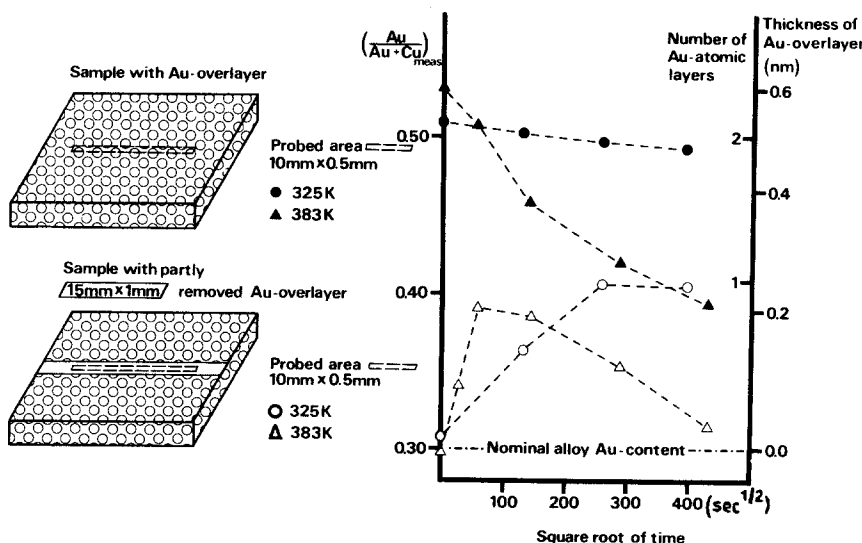 Sample with Au-overlayer
Probed area
10mm x 0.5mm
● 325K
▲ 383K
Sample with partly
15mm x 1mm removed Au-overlayer
Probed area
10mm x 0.5mm
○ 325K
△ 383K
(Au / Au + Cu) meas
Number of
Au-atomic
layers
Thickness of
Au-overlayer
(nm)
0.50
0.40
0.30
2
1
0.6
0.4
0.2
0.0
Nominal alloy Au-content
100 200 300 400 (sec 1/2)
Square root of time